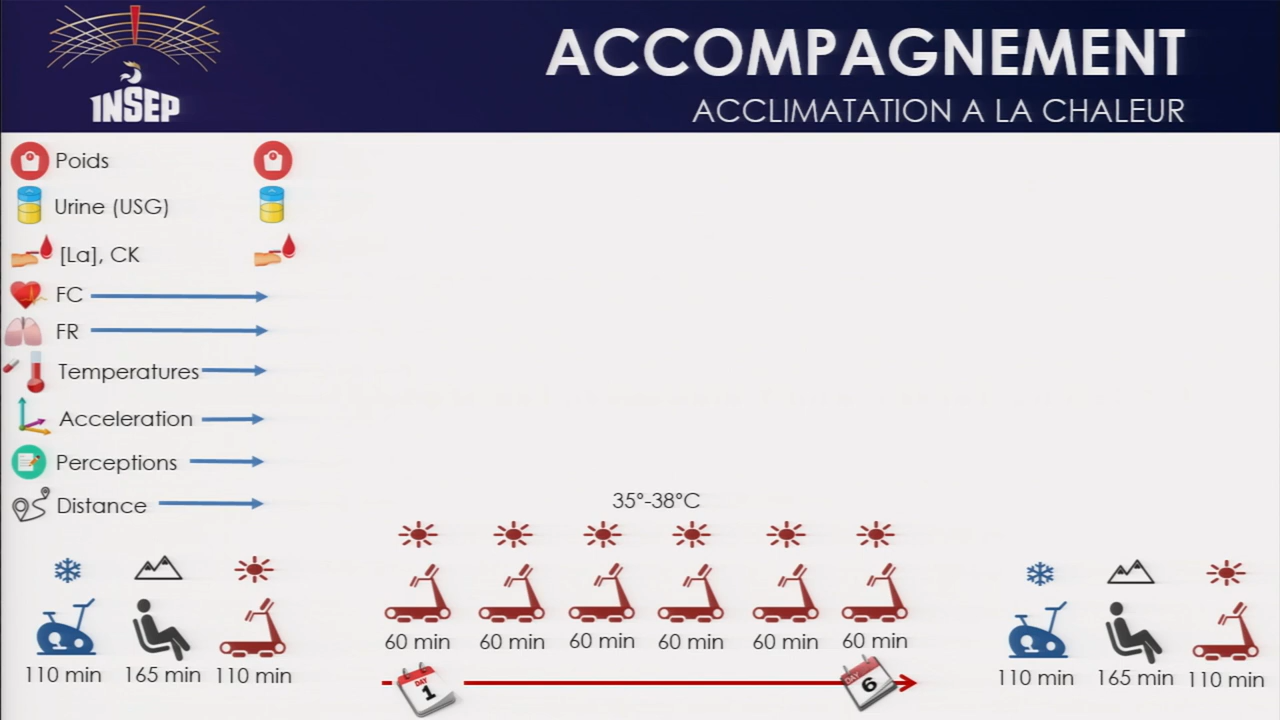 INSEP
ACCOMPAGNEMENT
ACCLIMATATION A LA CHALEUR
Poids
Urine (USG)
[La], CK
FC
FR
Temperatures
Acceleration
Perceptions
Distance
35°-38°C
110 min 165 min 110 min
60 min 60 min 60 min 60 min 60 min 60 min
110 min 165 min 110 min
DAY 1
DAY 6